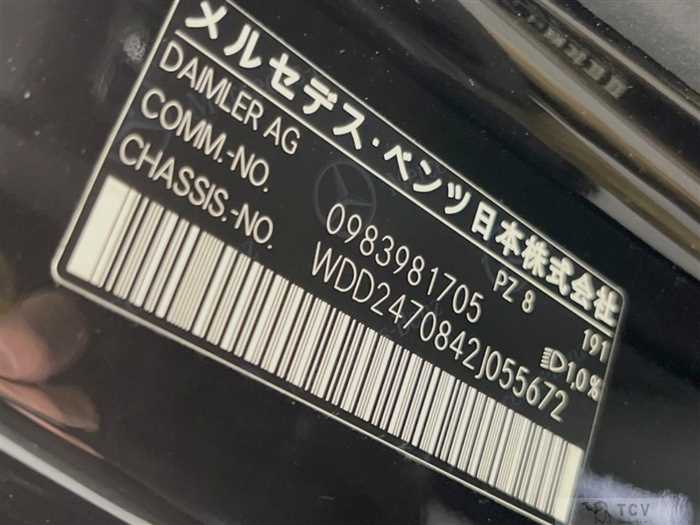 メルセデス・ベンツ日本株式会社
DAIMLER AG
COMM.-NO. 0983981705 PZ 8 191
CHASSIS.-NO. WDD2470842J055672 1,0%
TCV